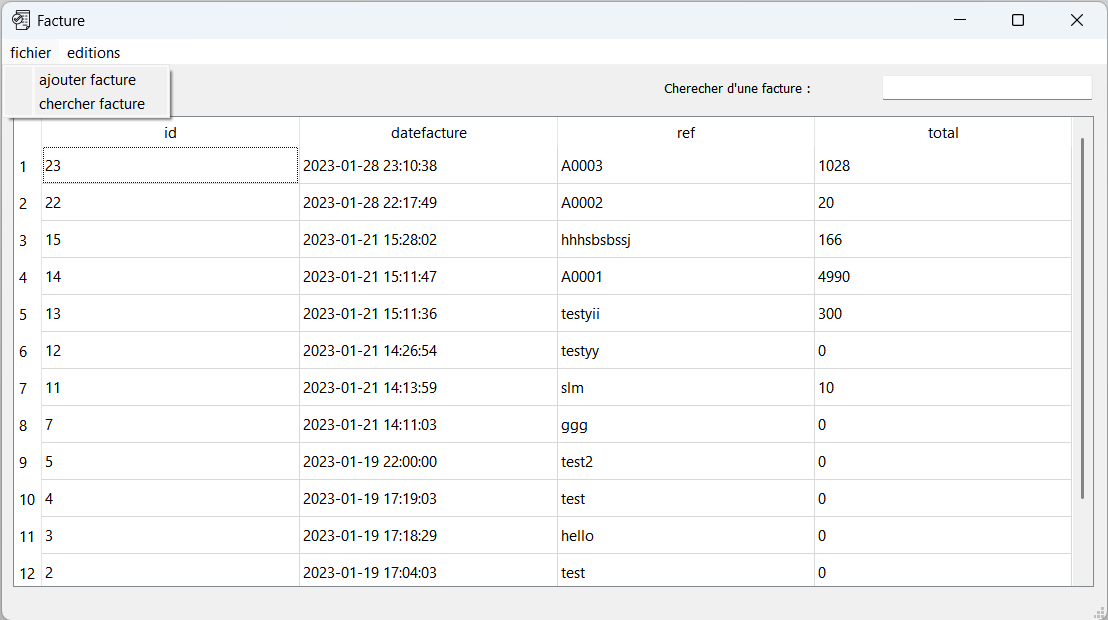 Facture
fichier editions
ajouter facture
chercher facture
Cherecher d'une facture :
id datefacture ref total
1 23 2023-01-28 23:10:38 A0003 1028
2 22 2023-01-28 22:17:49 A0002 20
3 15 2023-01-21 15:28:02 hhhsbsbssj 166
4 14 2023-01-21 15:11:47 A0001 4990
5 13 2023-01-21 15:11:36 testyii 300
6 12 2023-01-21 14:26:54 testyy 0
7 11 2023-01-21 14:13:59 slm 10
8 7 2023-01-21 14:11:03 ggg 0
9 5 2023-01-19 22:00:00 test2 0
10 4 2023-01-19 17:19:03 test 0
11 3 2023-01-19 17:18:29 hello 0
12 2 2023-01-19 17:04:03 test 0